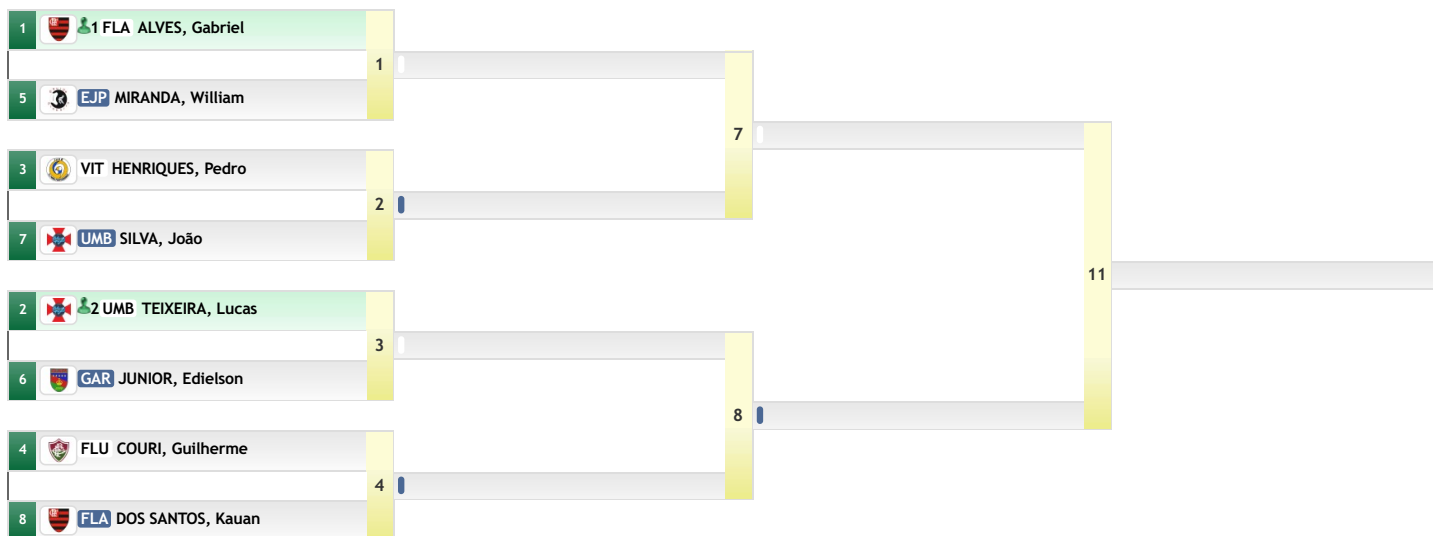 1 1 FLA ALVES, Gabriel
1
5 EJP MIRANDA, William
7
3 VIT HENRIQUES, Pedro
2
7 UMB SILVA, João
11
2 2 UMB TEIXEIRA, Lucas
3
6 GAR JUNIOR, Edielson
8
4 FLU COURI, Guilherme
4
8 FLA DOS SANTOS, Kauan